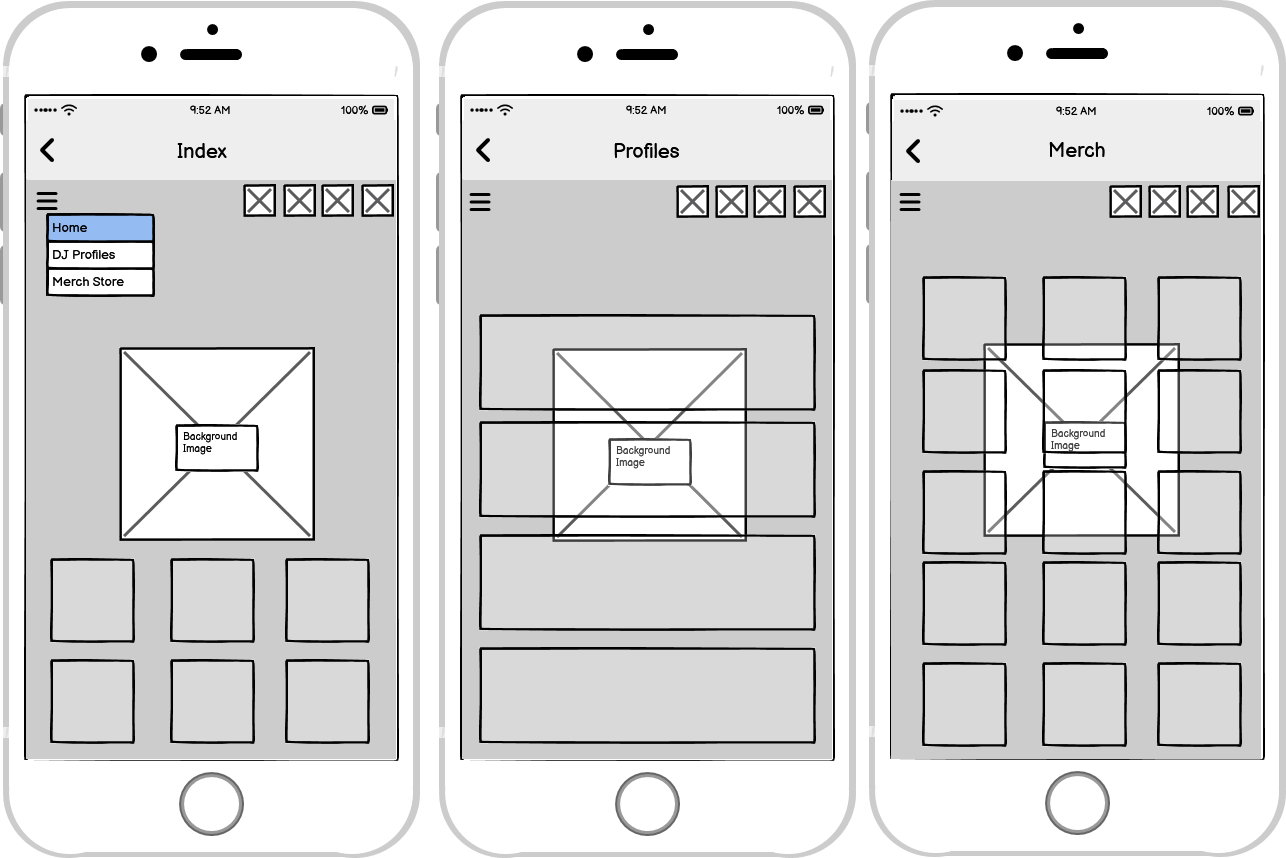 9:52 AM
100%
Index
Home
DJ Profiles
Merch Store
Background
Image
9:52 AM
100%
Profiles
Background
Image
9:52 AM
100%
Merch
Background
Image